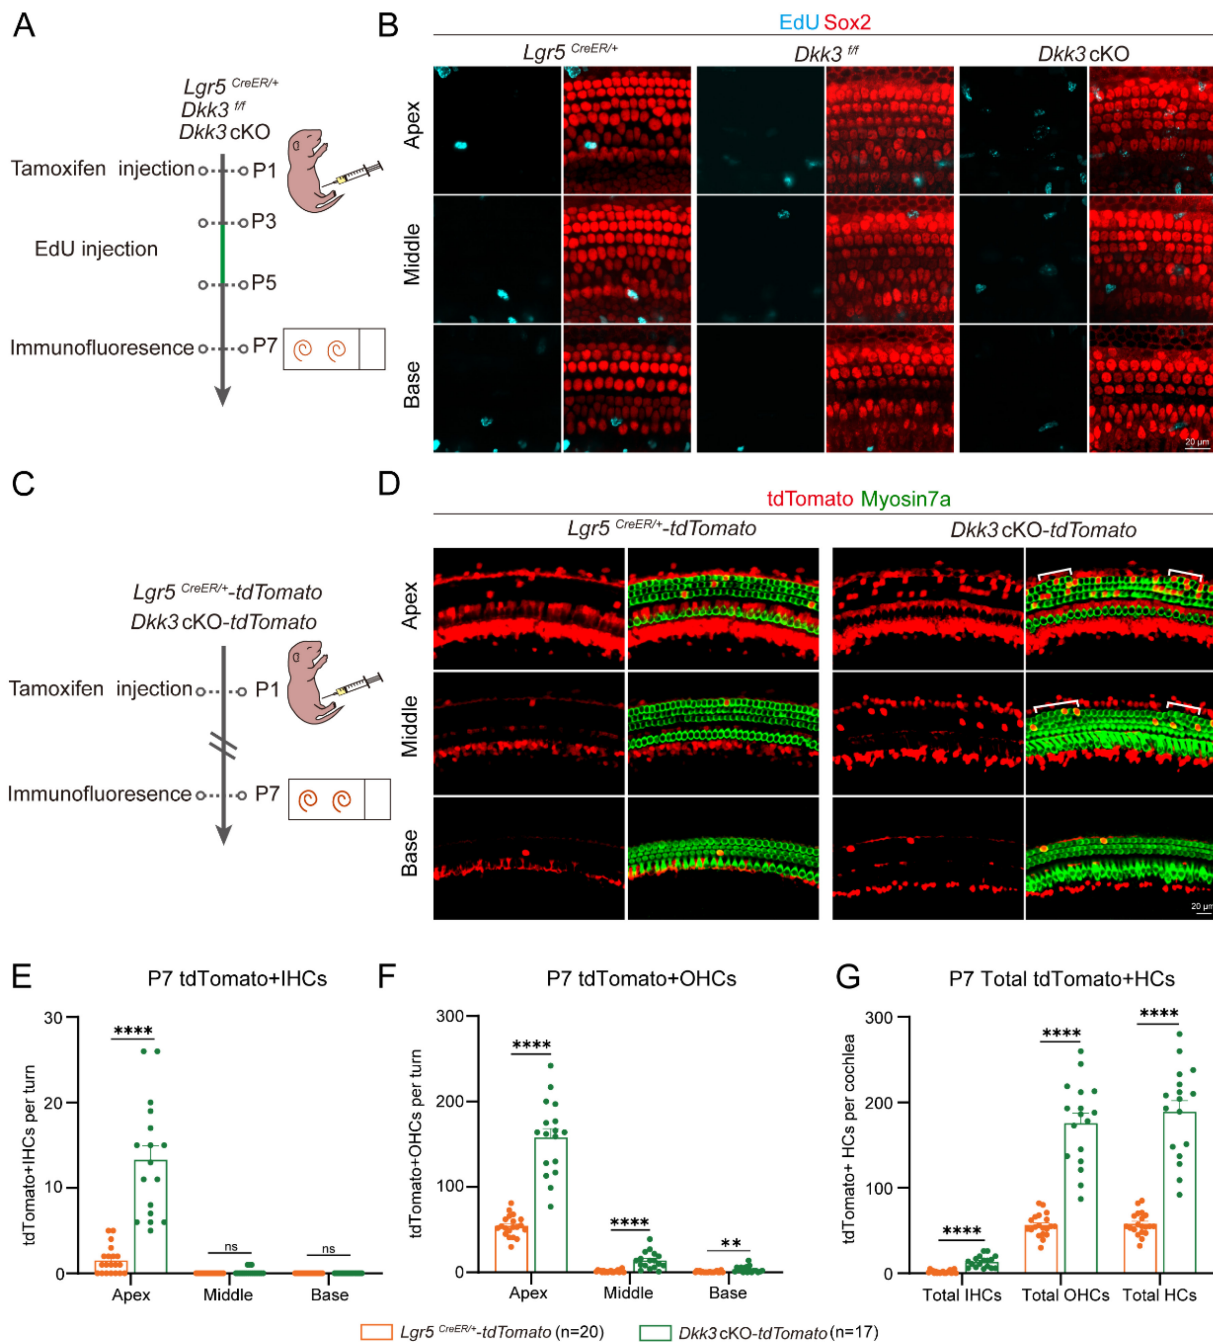 A
Lgr5 CreER/+
Dkk3 f/f
Dkk3 cKO
Tamoxifen injection
P1
P3
EdU injection
P5
Immunofluoresence
P7
B
EdU Sox2
Lgr5 CreER/+
Dkk3 f/f
Dkk3 cKO
Apex
Middle
Base
20 μm
C
Lgr5 CreER/+-tdTomato
Dkk3 cKO-tdTomato
Tamoxifen injection
P1
Immunofluoresence
P7
D
tdTomato Myosin7a
Lgr5 CreER/+-tdTomato
Dkk3 cKO-tdTomato
Apex
Middle
Base
20 μm
E
P7 tdTomato+IHCs
tdTomato+IHCs per turn
30
20
10
0
****
ns
ns
Apex
Middle
Base
F
P7 tdTomato+OHCs
tdTomato+OHCs per turn
300
200
100
0
****
****
**
Apex
Middle
Base
G
P7 Total tdTomato+HCs
tdTomato+ HCs per cochlea
300
200
100
0
****
****
****
Total IHCs
Total OHCs
Total HCs
Lgr5 CreER/+-tdTomato (n=20)
Dkk3 cKO-tdTomato (n=17)